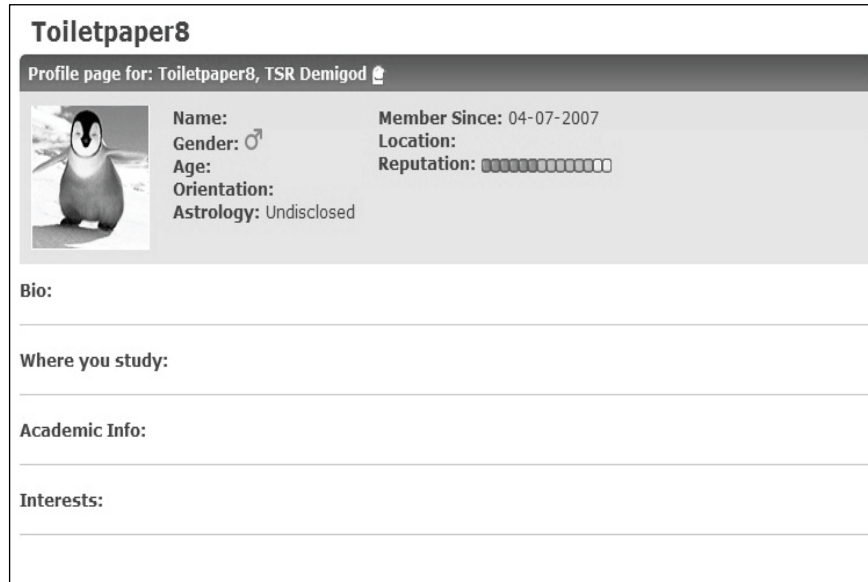 Toiletpaper8
Profile page for: Toiletpaper8, TSR Demigod
Name:
Gender: ♂
Age:
Orientation:
Astrology: Undisclosed
Member Since: 04-07-2007
Location:
Reputation:
Bio:
Where you study:
Academic Info:
Interests: